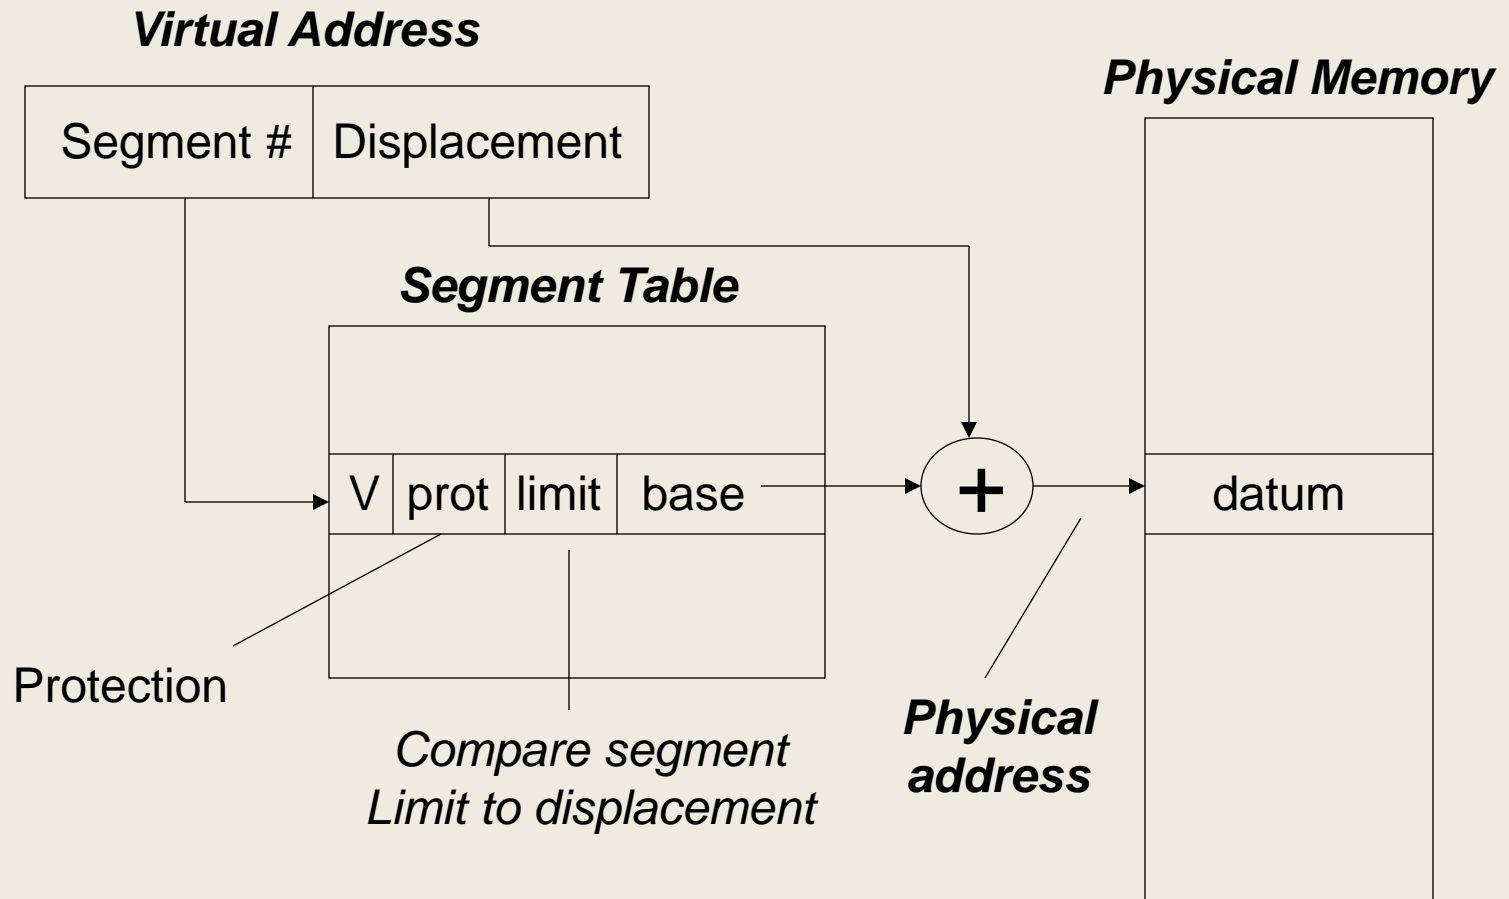 Virtual Address
Physical Memory
Segment # Displacement
Segment Table
V prot limit base + datum
Protection
Compare segment
Limit to displacement
Physical
address